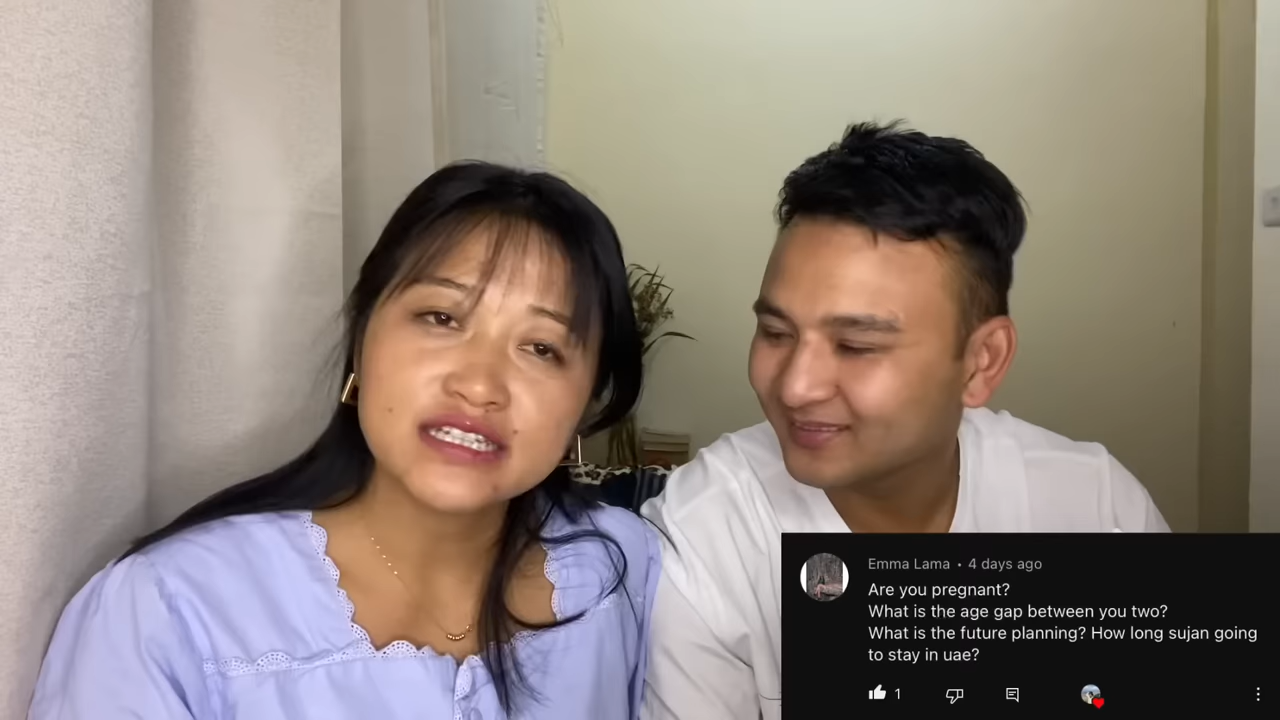 Emma Lama • 4 days ago
Are you pregnant?
What is the age gap between you two?
What is the future planning? How long sujan going
to stay in uae?
1